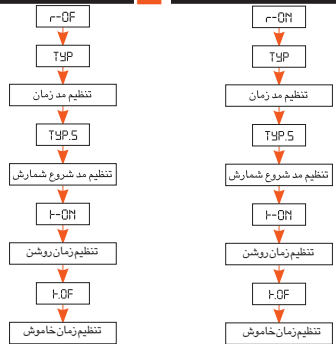 r-OF
TYP
تنظیم مد زمان
TYP.S
تنظیم مد شروع شمارش
t-ON
تنظیم زمان روشن
t.OF
تنظیم زمان خاموش
r-ON
TYP
تنظیم مد زمان
TYP.S
تنظیم مد شروع شمارش
t-ON
تنظیم زمان روشن
t.OF
تنظیم زمان خاموش